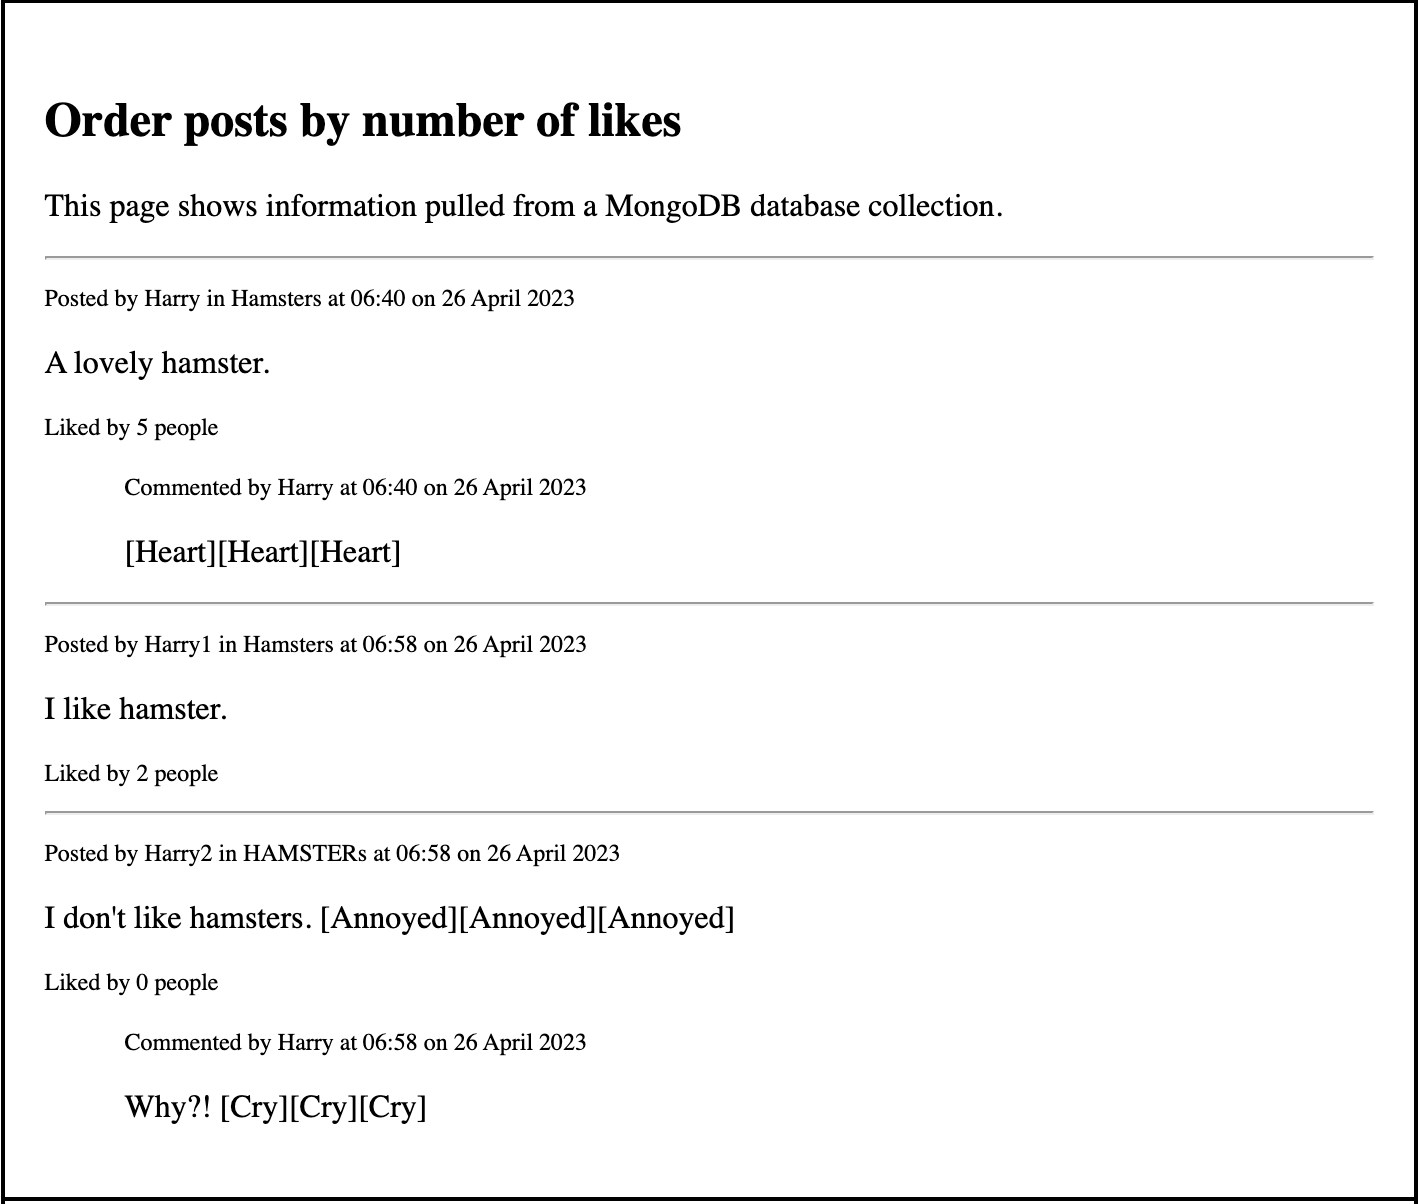 Order posts by number of likes
This page shows information pulled from a MongoDB database collection.
Posted by Harry in Hamsters at 06:40 on 26 April 2023
A lovely hamster.
Liked by 5 people
Commented by Harry at 06:40 on 26 April 2023
[Heart][Heart][Heart]
Posted by Harry1 in Hamsters at 06:58 on 26 April 2023
I like hamster.
Liked by 2 people
Posted by Harry2 in HAMSTERs at 06:58 on 26 April 2023
I don't like hamsters. [Annoyed][Annoyed][Annoyed]
Liked by 0 people
Commented by Harry at 06:58 on 26 April 2023
Why?! [Cry][Cry][Cry]